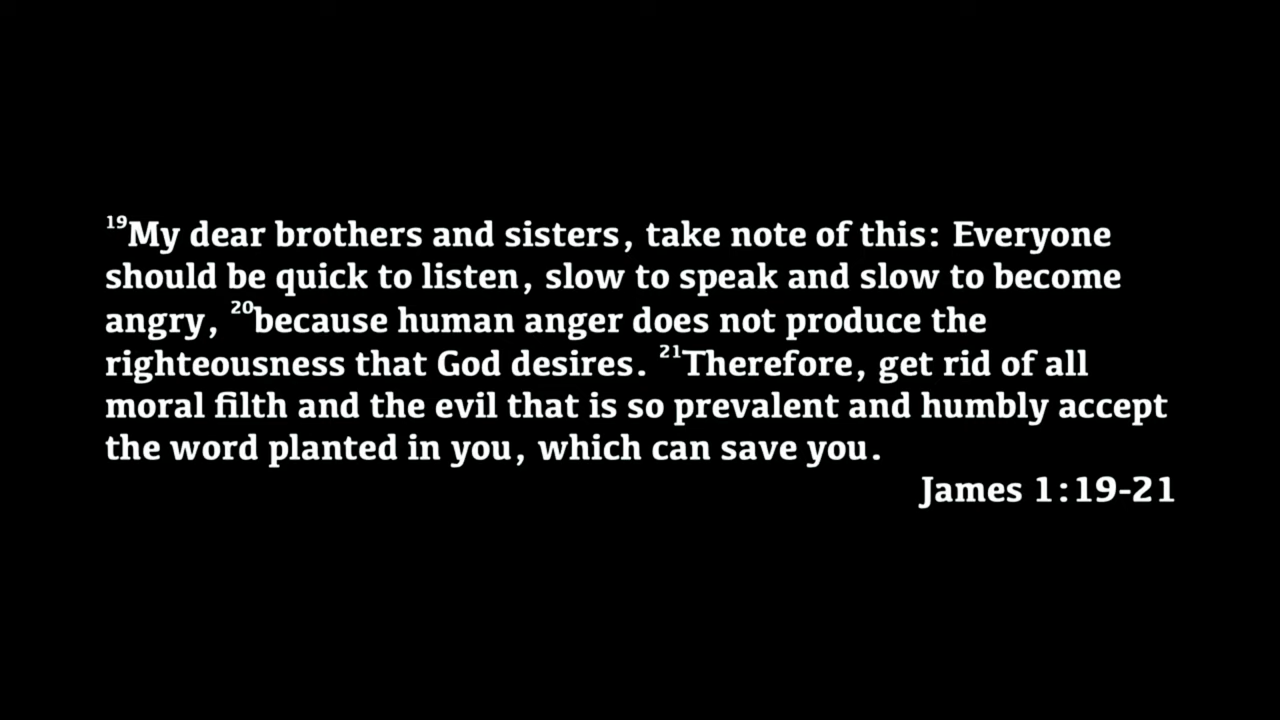 ¹⁹My dear brothers and sisters, take note of this: Everyone
should be quick to listen, slow to speak and slow to become
angry, ²⁰because human anger does not produce the
righteousness that God desires. ²¹Therefore, get rid of all
moral filth and the evil that is so prevalent and humbly accept
the word planted in you, which can save you.
James 1:19-21